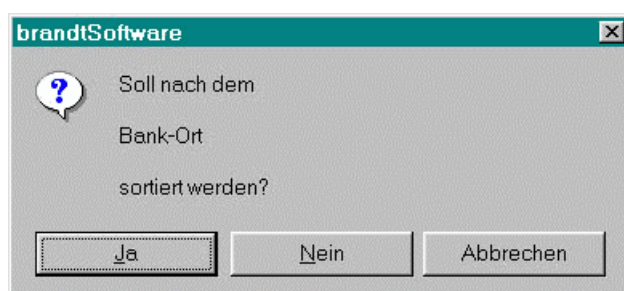 brandtSoftware
Soll nach dem
Bank-Ort
sortiert werden?
Ja Nein Abbrechen